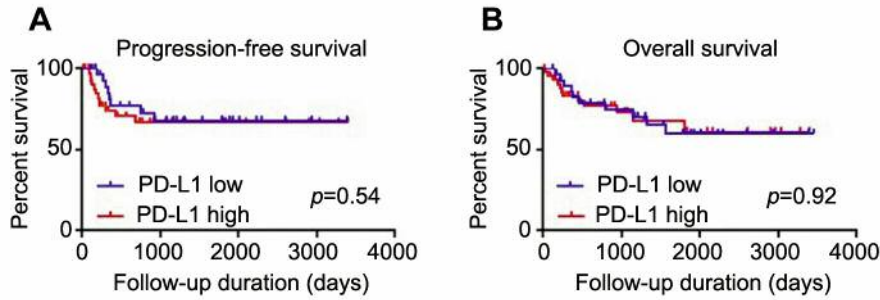 A
Progression-free survival
Percent survival
100
50
0
PD-L1 low
PD-L1 high
p=0.54
0 1000 2000 3000 4000
Follow-up duration (days)
B
Overall survival
Percent survival
100
50
0
PD-L1 low
PD-L1 high
p=0.92
0 1000 2000 3000 4000
Follow-up duration (days)